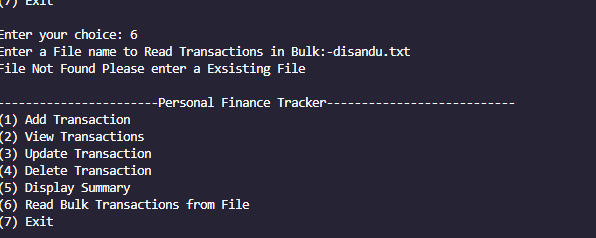 (7) Exit
Enter your choice: 6
Enter a File name to Read Transactions in Bulk:-disandu.txt
File Not Found Please enter a Exsisting File
----------------------Personal Finance Tracker--------------------------
(1) Add Transaction
(2) View Transactions
(3) Update Transaction
(4) Delete Transaction
(5) Display Summary
(6) Read Bulk Transactions from File
(7) Exit